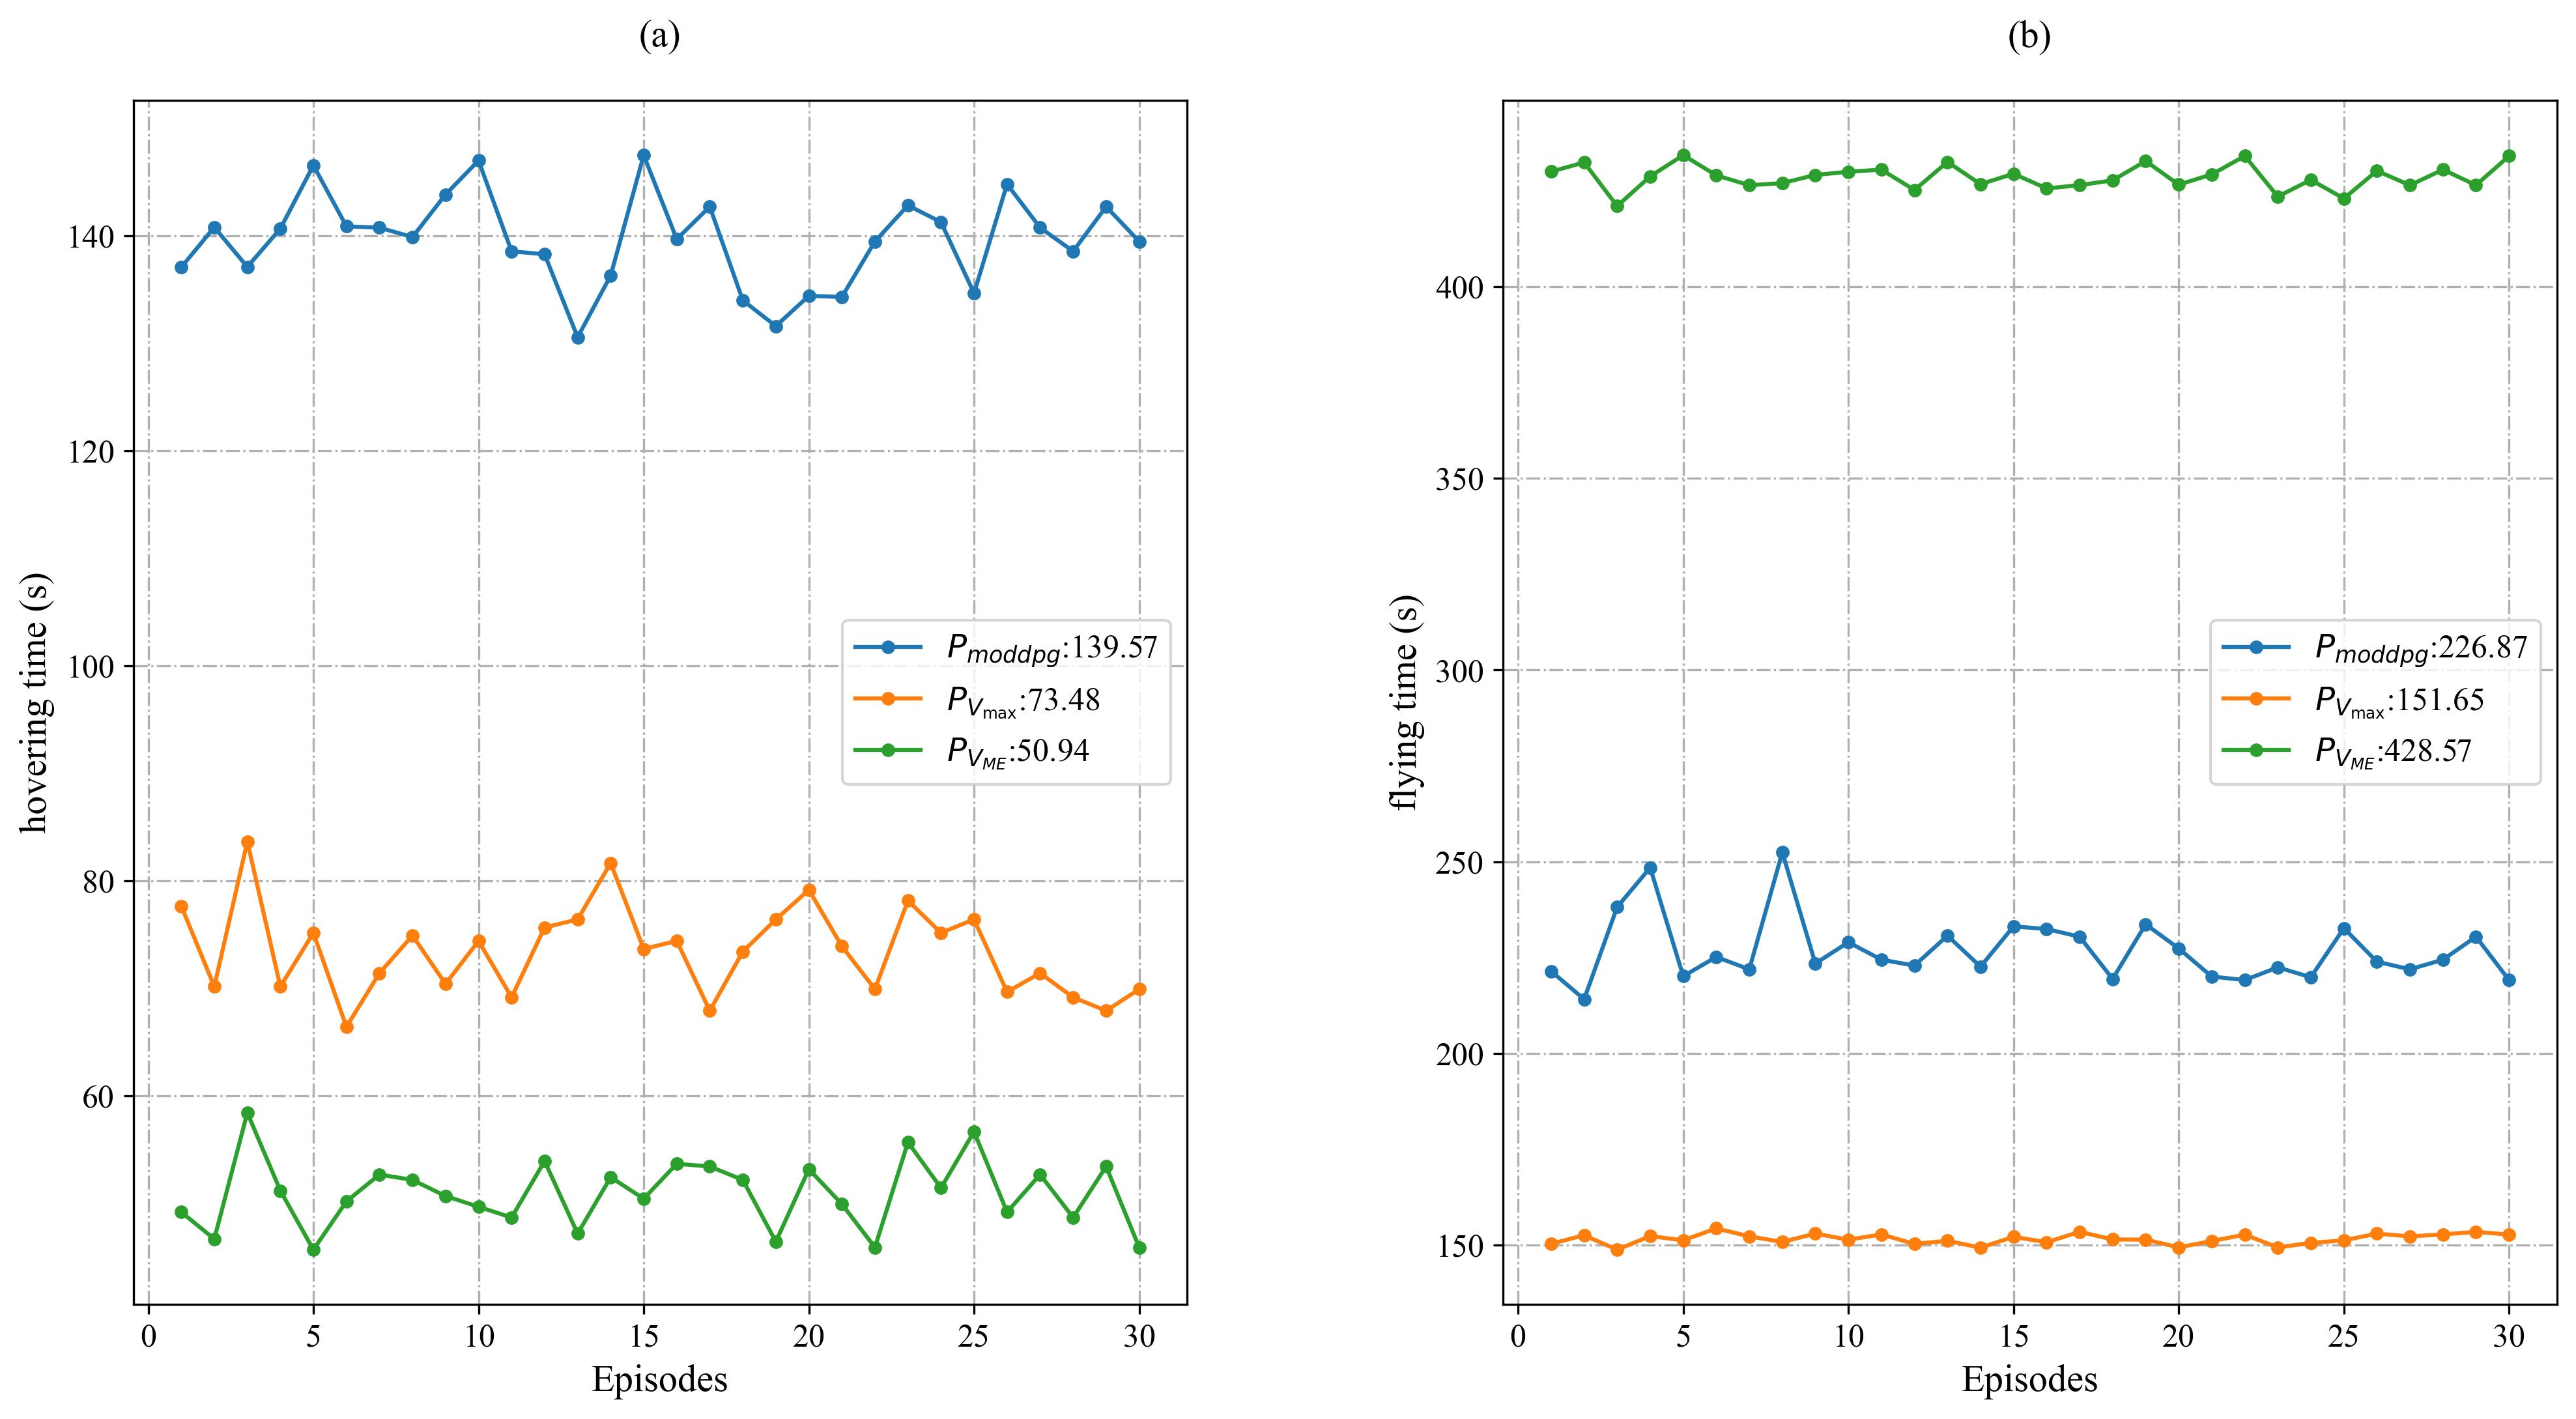 (a)
140
120
100
80
60
hovering time (s)
P_moddpg:139.57
P_V_max:73.48
P_V_ME:50.94
0 5 10 15 20 25 30
Episodes
(b)
400
350
300
250
200
150
flying time (s)
P_moddpg:226.87
P_V_max:151.65
P_V_ME:428.57
0 5 10 15 20 25 30
Episodes